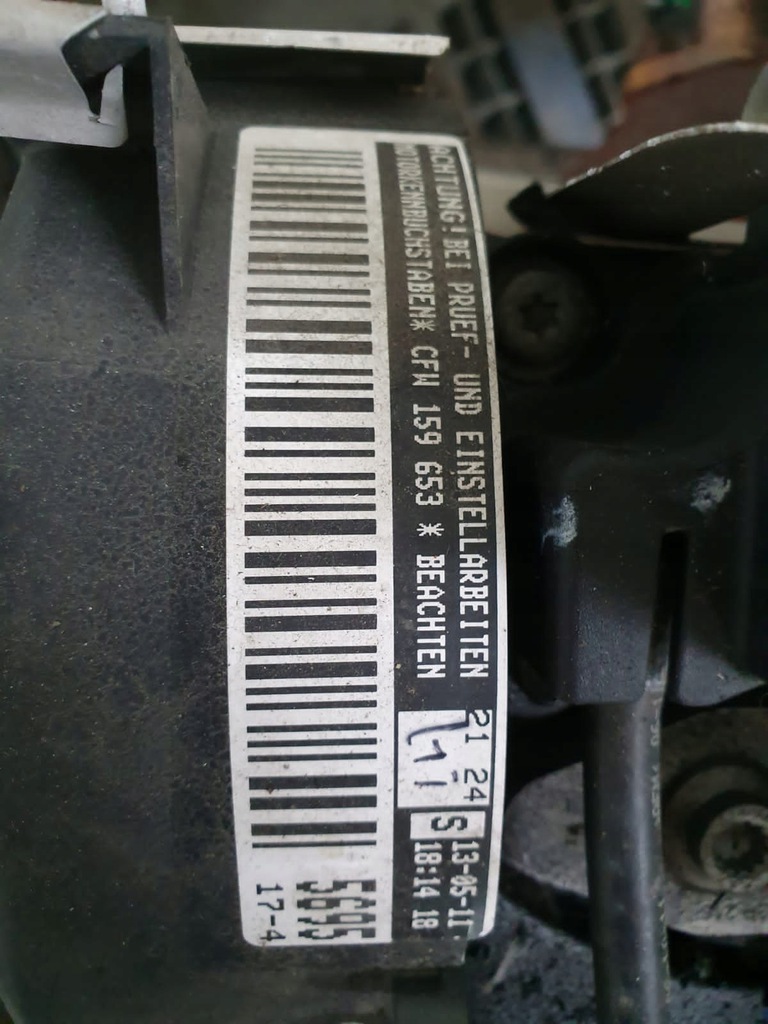 ACHTUNG! BEI PRUEF- UND EINSTELLARBEITEN
MOTORKENNBUCHSTABEN* CFW 159 653 * BEACHTEN
21 24
S
13-05-11
18:14 18
17-4